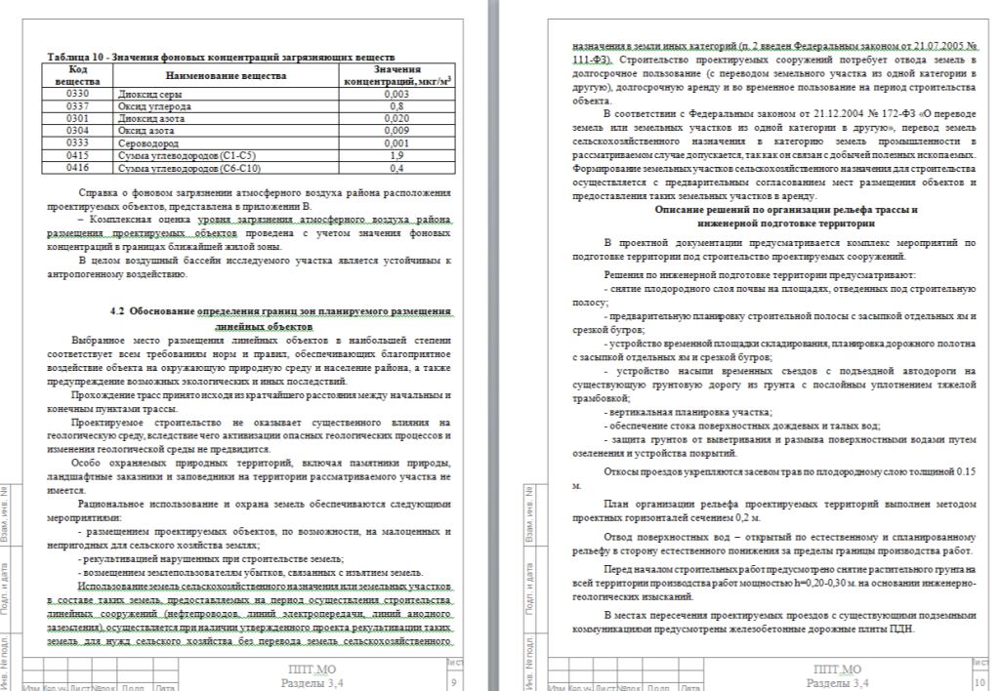 Таблица 10 - Значения фоновых концентраций загрязняющих веществ
Код вещества | Наименование вещества | Значения концентраций, мкг/м³
0330 | Диоксид серы | 0,003
0337 | Оксид углерода | 0,8
0301 | Диоксид азота | 0,020
0304 | Оксид азота | 0,009
0333 | Сероводород | 0,001
0415 | Сумма углеводородов (С1-С5) | 1,9
0416 | Сумма углеводородов (С6-С10) | 0,4
Справка о фоновом загрязнении атмосферного воздуха района расположения
проектируемых объектов, представлена в приложении В.
– Комплексная оценка уровня загрязнения атмосферного воздуха района
размещения проектируемых объектов проведена с учетом значения фоновых
концентраций в границах ближайшей жилой зоны.
В целом воздушный бассейн исследуемого участка является устойчивым к
антропогенному воздействию.
4.2 Обоснование определения границ зон планируемого размещения
линейных объектов
Выбранное место размещения линейных объектов в наибольшей степени
соответствует всем требованиям норм и правил, обеспечивающих благоприятное
воздействие объекта на окружающую природную среду и население района, а также
предупреждение возможных экологических и иных последствий.
Прохождение трасс принято исходя из кратчайшего расстояния между начальным и
конечным пунктами трассы.
Проектируемое строительство не оказывает существенного влияния на
геологическую среду, вследствие чего активизации опасных геологических процессов и
изменения геологической среды не предвидится.
Особо охраняемых природных территорий, включая памятники природы,
ландшафтные заказники и заповедники на территории рассматриваемого участка не
имеется.
Рациональное использование и охрана земель обеспечиваются следующими
мероприятиями:
- размещением проектируемых объектов, по возможности, на малоценных и
непригодных для сельского хозяйства землях;
- рекультивацией нарушенных при строительстве земель;
- возмещением землепользователям убытков, связанных с изъятием земель.
Использование земель сельскохозяйственного назначения или земельных участков
в составе таких земель, предоставляемых на период осуществления строительства
линейных сооружений (нефтепроводов, линий электропередачи, линий анодного
заземления), осуществляется при наличии утвержденного проекта рекультивации таких
земель для нужд сельского хозяйства без перевода земель сельскохозяйственного
Взам. инв. №
Подп. и дата
Инв. № подл.
Изм Кол.уч Лист №док Подп. Дата
ППТ.МО
Разделы 3,4
Лист
9
назначения в земли иных категорий (п. 2 введен Федеральным законом от 21.07.2005 №
111-ФЗ). Строительство проектируемых сооружений потребует отвода земель в
долгосрочное пользование (с переводом земельного участка из одной категории в
другую), долгосрочную аренду и во временное пользование на период строительства
объекта.
В соответствии с Федеральным законом от 21.12.2004 № 172-ФЗ «О переводе
земель или земельных участков из одной категории в другую», перевод земель
сельскохозяйственного назначения в категорию земель промышленности в
рассматриваемом случае допускается, так как он связан с добычей полезных ископаемых.
Формирование земельных участков сельскохозяйственного назначения для строительства
осуществляется с предварительным согласованием мест размещения объектов и
предоставления таких земельных участков в аренду.
Описание решений по организации рельефа трассы и
инженерной подготовке территории
В проектной документации предусматривается комплекс мероприятий по
подготовке территории под строительство проектируемых сооружений.
Решения по инженерной подготовке территории предусматривают:
- снятие плодородного слоя почвы на площадях, отведенных под строительную
полосу;
- предварительную планировку строительной полосы с засыпкой отдельных ям и
срезкой бугров;
- устройство временной площадки складирования, планировка дорожного полотна
с засыпкой отдельных ям и срезкой бугров;
- устройство насыпи временных съездов с подъездной автодороги на
существующую грунтовую дорогу из грунта с послойным уплотнением тяжелой
трамбовкой;
- вертикальная планировка участка;
- обеспечение стока поверхностных дождевых и талых вод;
- защита грунтов от выветривания и размыва поверхностными водами путем
озеленения и устройства покрытий.
Откосы проездов укрепляются засевом трав по плодородному слою толщиной 0.15
м.
План организации рельефа проектируемых территорий выполнен методом
проектных горизонталей сечением 0,2 м.
Отвод поверхностных вод – открытый по естественному и спланированному
рельефу в сторону естественного понижения за пределы границы производства работ.
Перед началом строительных работ предусмотрено снятие растительного грунта на
всей территории производства работ мощностью h=0,20-0,30 м. на основании инженерно-
геологических изысканий.
В местах пересечения проектируемых проездов с существующими подземными
коммуникациями предусмотрены железобетонные дорожные плиты ПДН.
Взам. инв. №
Подп. и дата
Инв. № подл.
Изм Кол.уч Лист №док Подп. Дата
ППТ.МО
Разделы 3,4
Лист
10